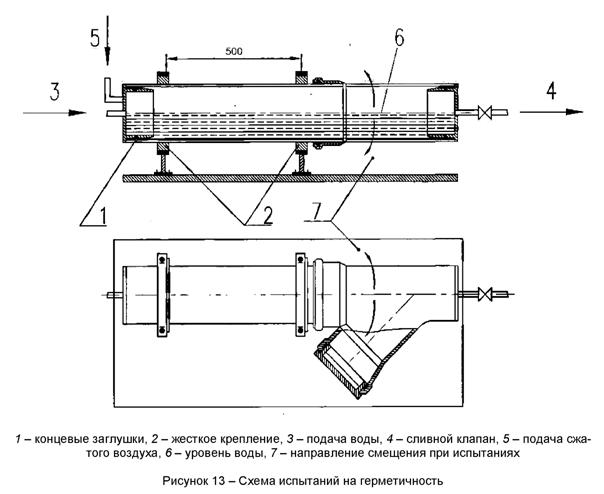 5
500
6
3
4
1
2
7
1 – концевые заглушки, 2 – жесткое крепление, 3 – подача воды, 4 – сливной клапан, 5 – подача сжа-
того воздуха, 6 – уровень воды, 7 – направление смещения при испытаниях
Рисунок 13 – Схема испытаний на герметичность